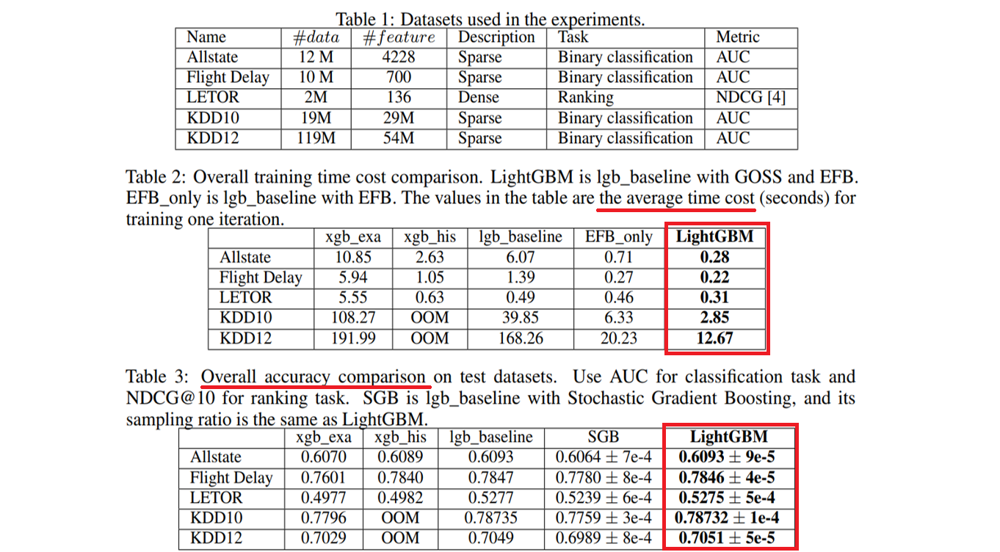 Table 1: Datasets used in the experiments.
Name #data #feature Description Task Metric
Allstate 12 M 4228 Sparse Binary classification AUC
Flight Delay 10 M 700 Sparse Binary classification AUC
LETOR 2M 136 Dense Ranking NDCG [4]
KDD10 19M 29M Sparse Binary classification AUC
KDD12 119M 54M Sparse Binary classification AUC
Table 2: Overall training time cost comparison. LightGBM is lgb_baseline with GOSS and EFB.
EFB_only is lgb_baseline with EFB. The values in the table are the average time cost (seconds) for
training one iteration.
xgb_exa xgb_his lgb_baseline EFB_only LightGBM
Allstate 10.85 2.63 6.07 0.71 0.28
Flight Delay 5.94 1.05 1.39 0.27 0.22
LETOR 5.55 0.63 0.49 0.46 0.31
KDD10 108.27 OOM 39.85 6.33 2.85
KDD12 191.99 OOM 168.26 20.23 12.67
Table 3: Overall accuracy comparison on test datasets. Use AUC for classification task and
NDCG@10 for ranking task. SGB is lgb_baseline with Stochastic Gradient Boosting, and its
sampling ratio is the same as LightGBM.
xgb_exa xgb_his lgb_baseline SGB LightGBM
Allstate 0.6070 0.6089 0.6093 0.6064 ± 7e-4 0.6093 ± 9e-5
Flight Delay 0.7601 0.7840 0.7847 0.7780 ± 8e-4 0.7846 ± 4e-5
LETOR 0.4977 0.4982 0.5277 0.5239 ± 6e-4 0.5275 ± 5e-4
KDD10 0.7796 OOM 0.78735 0.7759 ± 3e-4 0.78732 ± 1e-4
KDD12 0.7029 OOM 0.7049 0.6989 ± 8e-4 0.7051 ± 5e-5